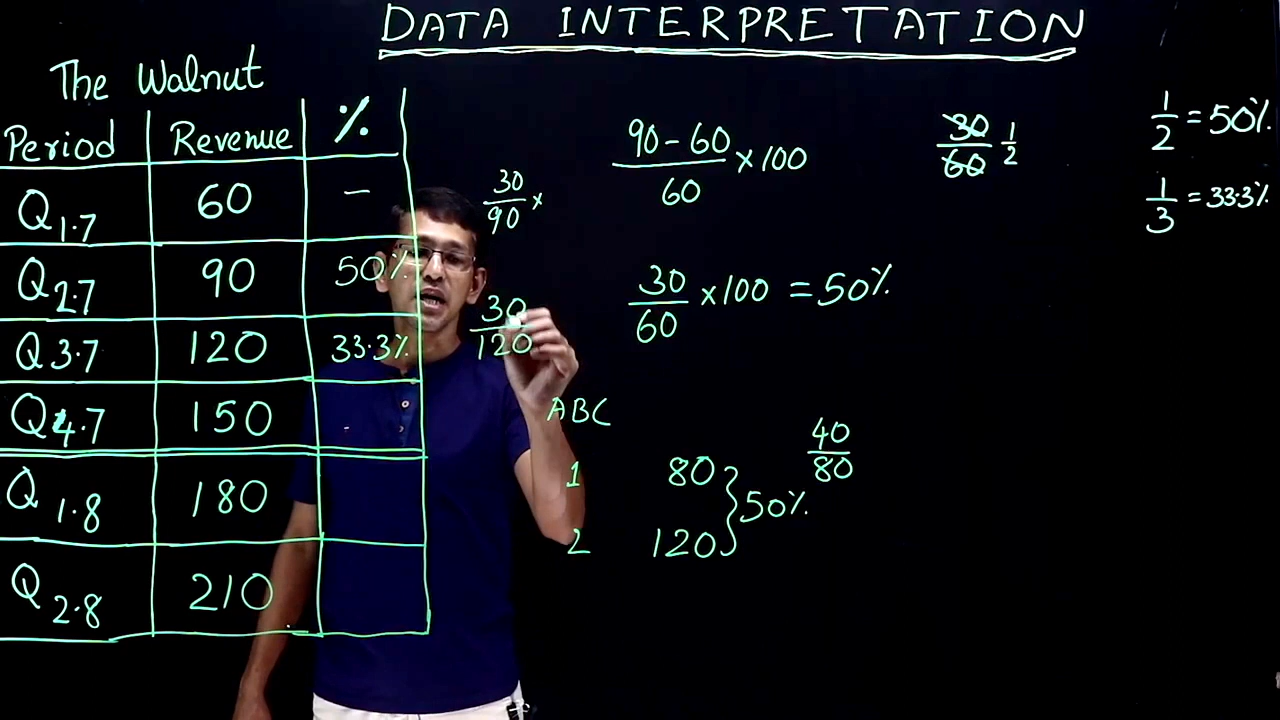 DATA INTERPRETATION
The Walnut
Period Revenue %
Q1.7 60 -
Q2.7 90 50%
Q3.7 120 33.3%
Q4.7 150
Q1.8 180
Q2.8 210
30/90 ×
30/120
90-60/60 ×100
30/60 ×100 = 50%
30/60 1/2
1/2 = 50%
1/3 = 33.3%
ABC
1 80
2 120
} 50%
40/80